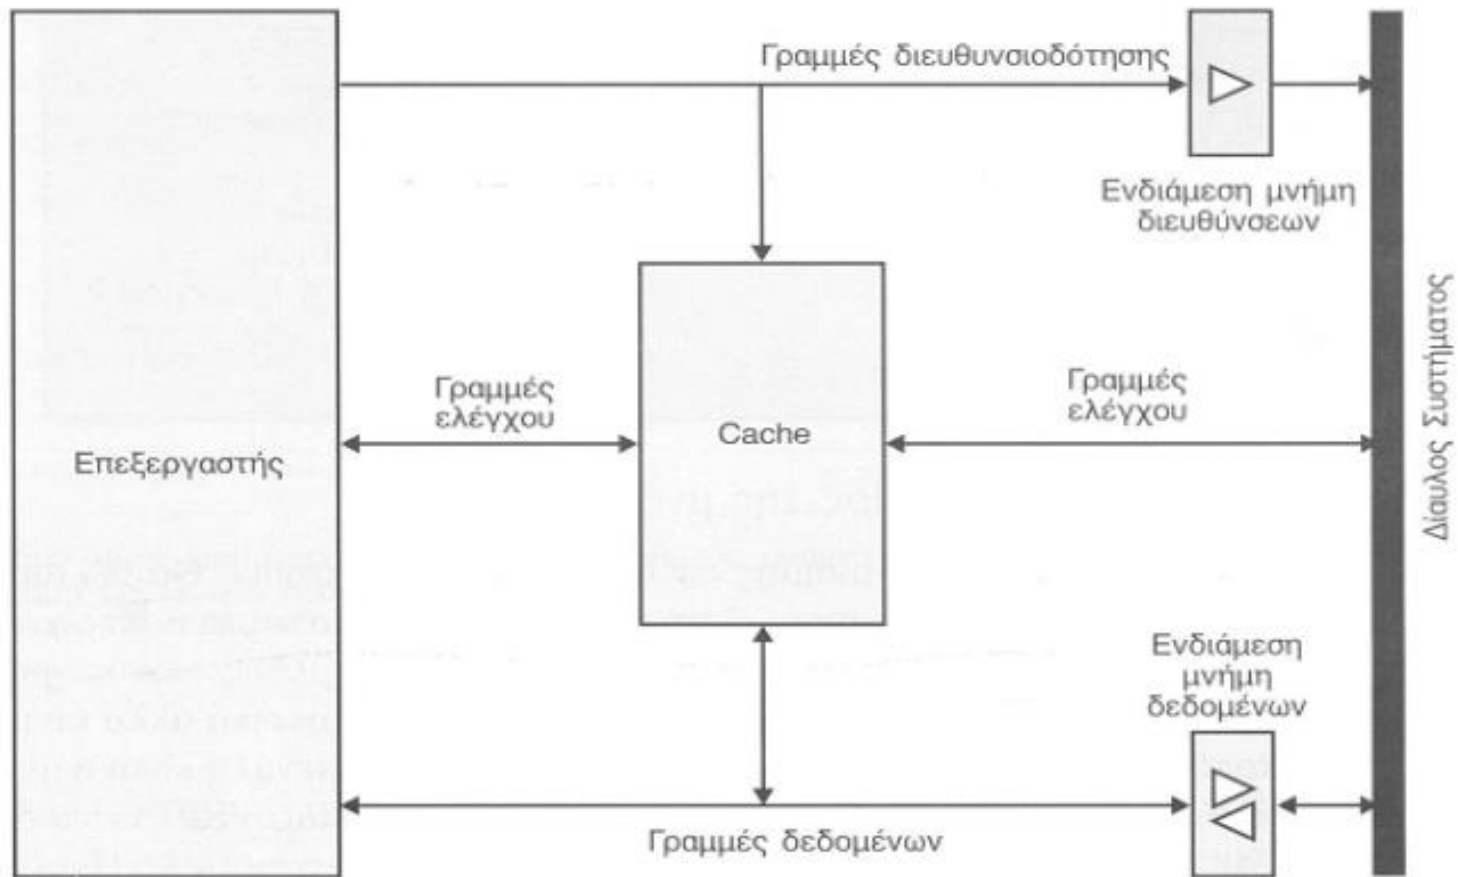 Γραμμές διευθυνσιοδότησης
Ενδιάμεση μνήμη
διευθύνσεων
Γραμμές
ελέγχου
Cache
Γραμμές
ελέγχου
Επεξεργαστής
Δίαυλος Συστήματος
Ενδιάμεση
μνήμη
δεδομένων
Γραμμές δεδομένων